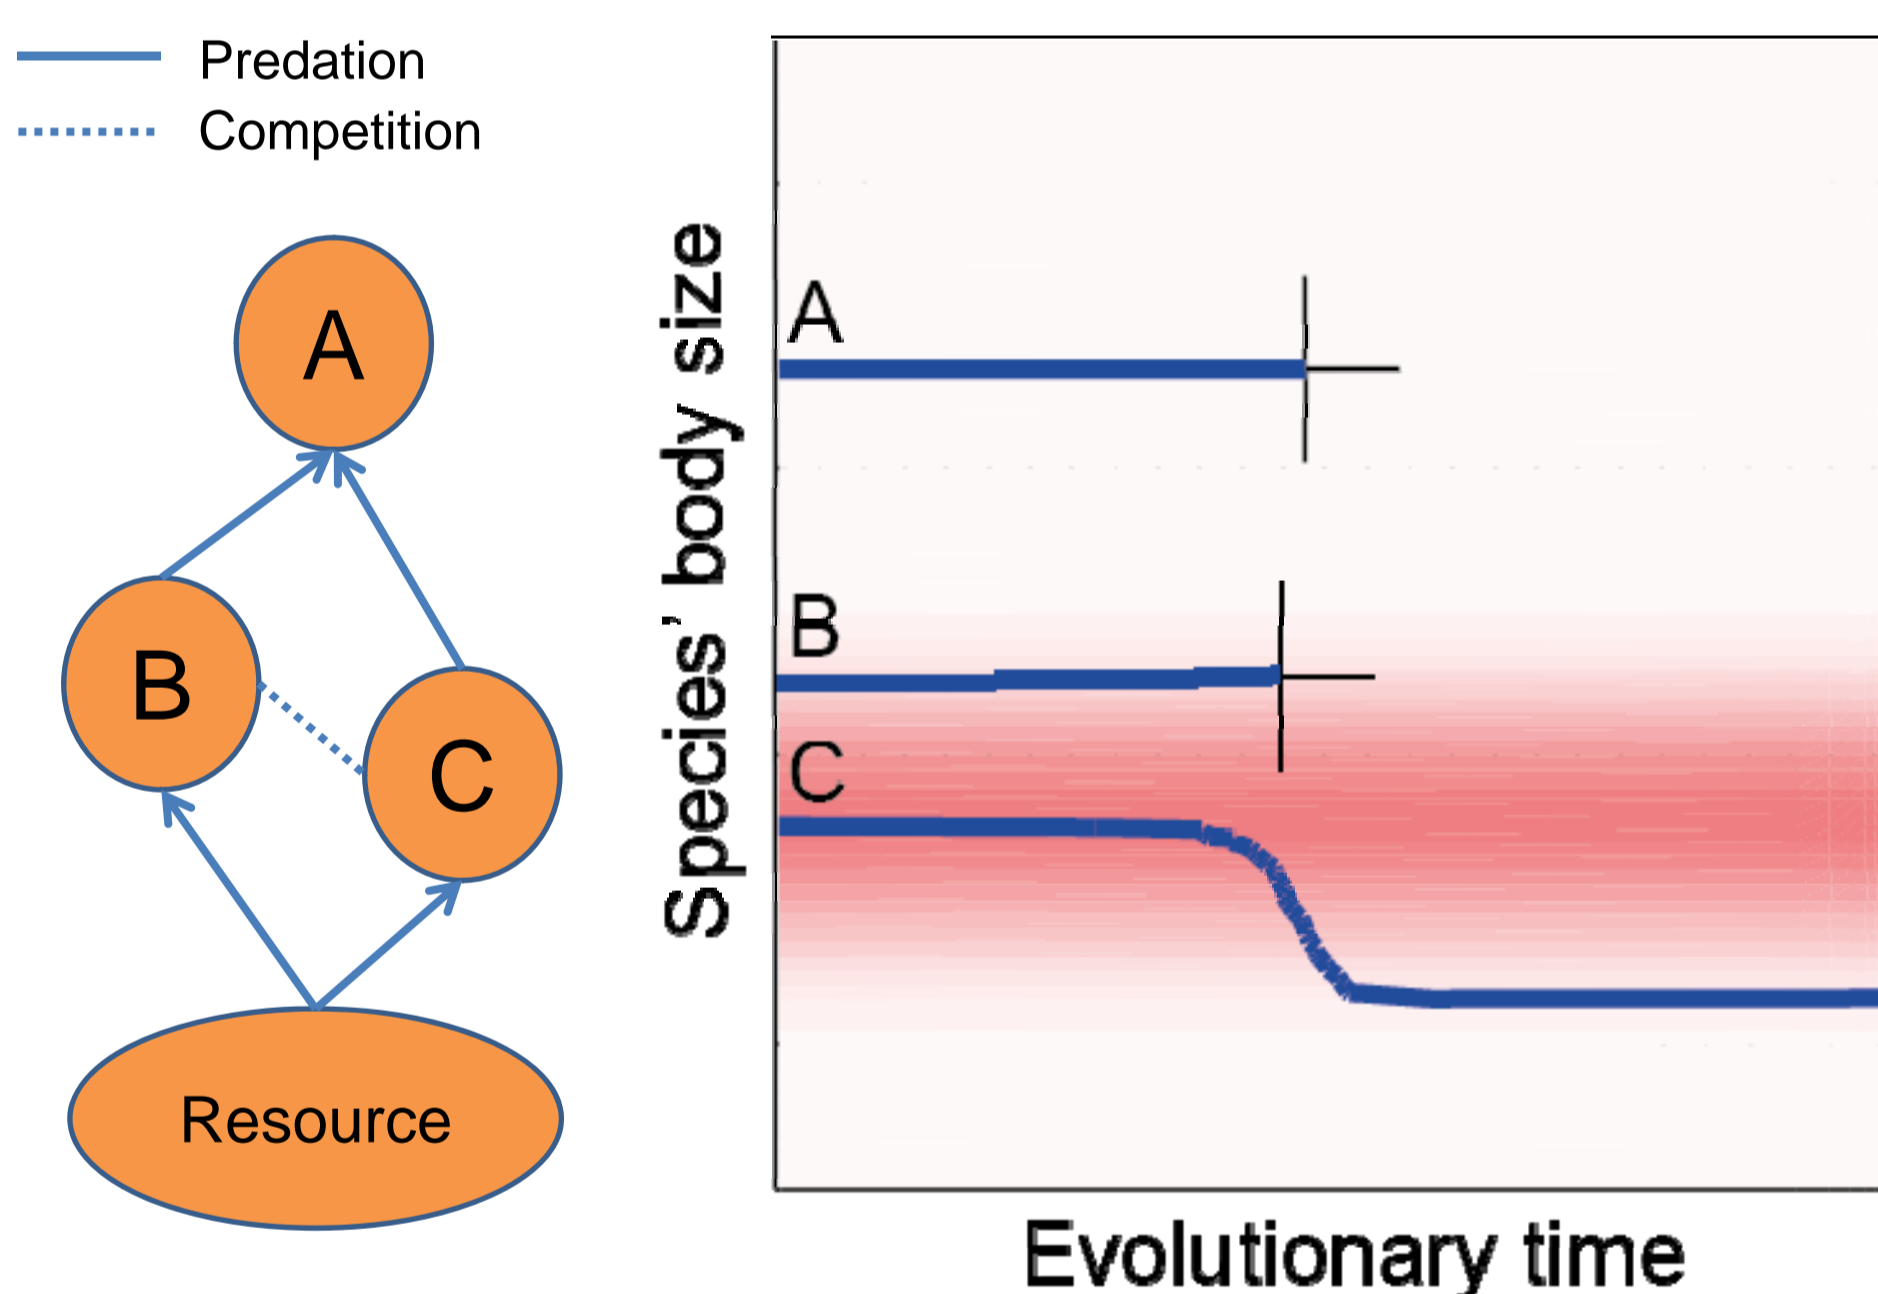 Predation
Competition
A
B
C
Resource
Species' body size
A
B
C
Evolutionary time